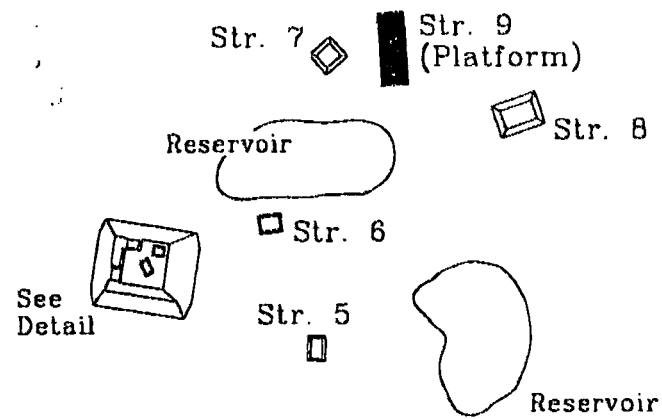 Str. 7
Str. 9
(Platform)
Str. 8
Reservoir
Str. 6
See
Detail
Str. 5
Reservoir